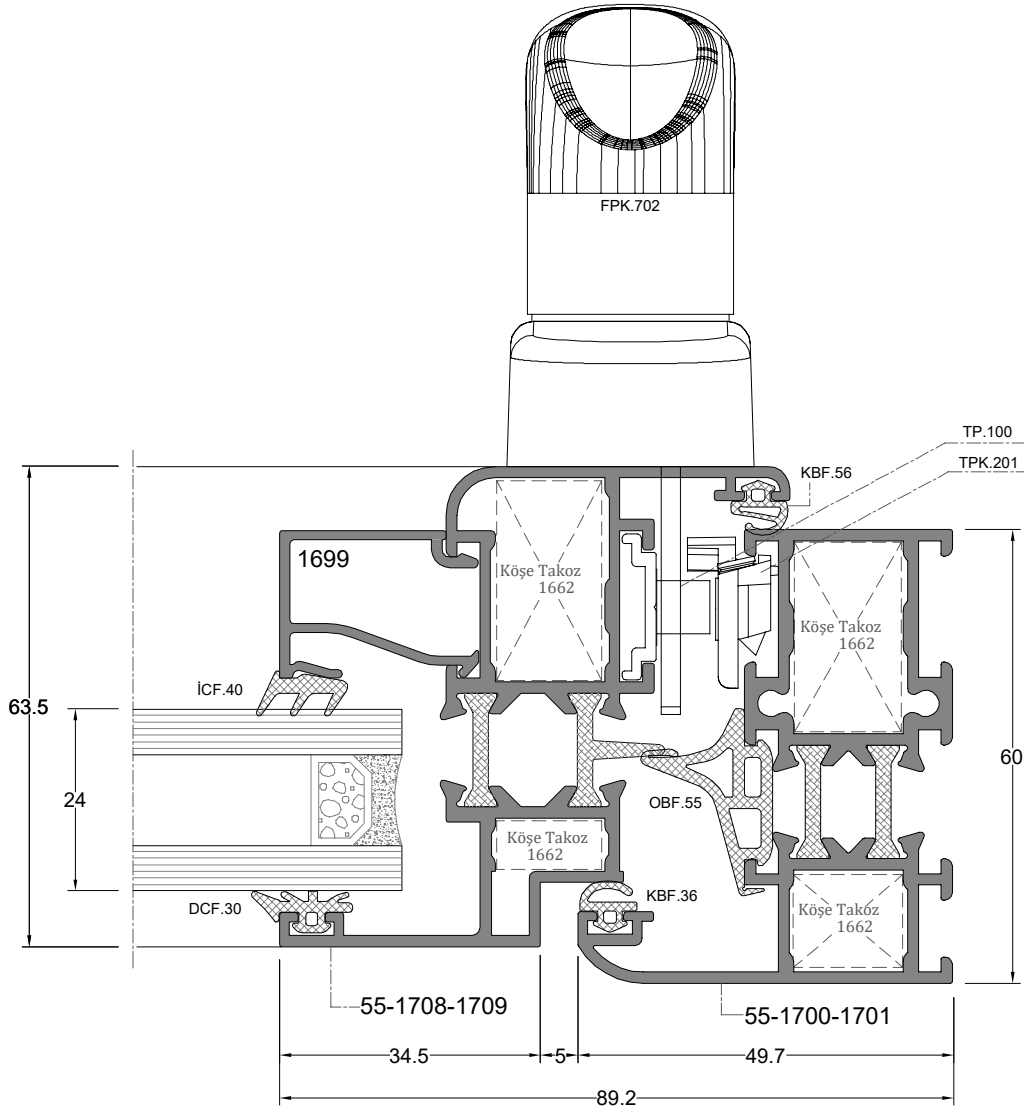 FPK.702
TP.100
TPK.201
KBF.56
1699
Köşe Takoz
1662
Köşe Takoz
1662
İCF.40
63.5
24
60
OBF.55
Köşe Takoz
1662
DCF.30
KBF.36
Köşe Takoz
1662
55-1708-1709
55-1700-1701
34.5
5
49.7
89.2